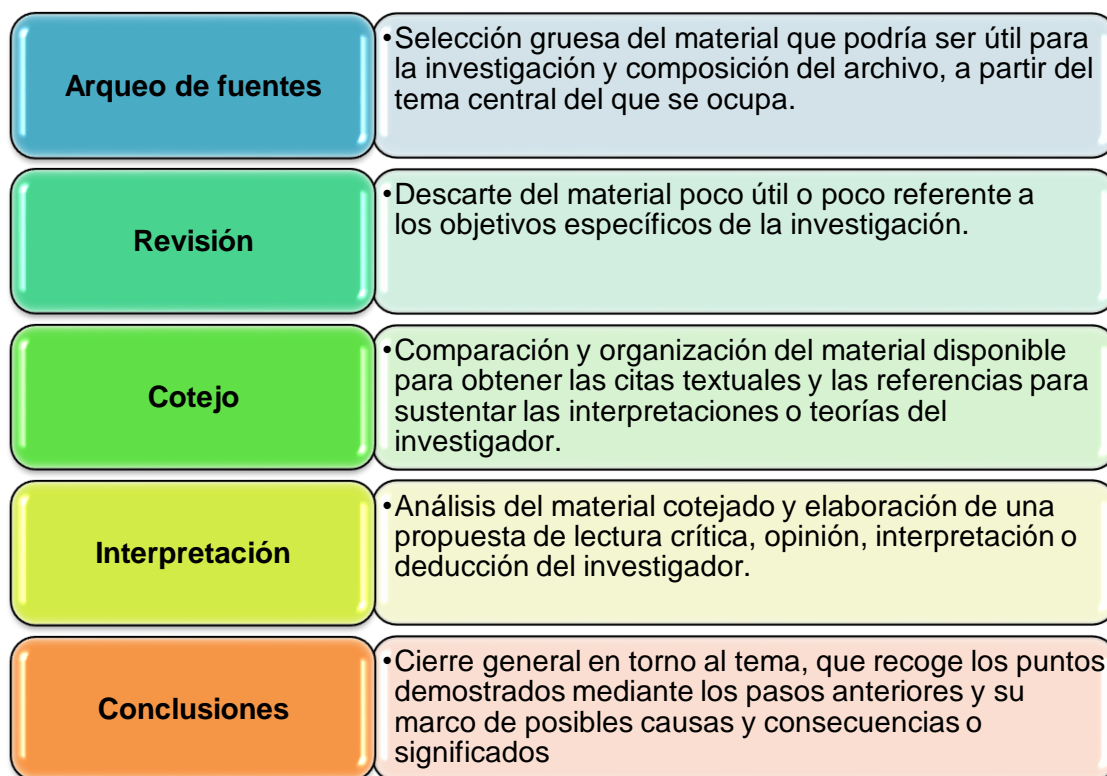 Arqueo de fuentes
•Selección gruesa del material que podría ser útil para
la investigación y composición del archivo, a partir del
tema central del que se ocupa.
Revisión
•Descarte del material poco útil o poco referente a
los objetivos específicos de la investigación.
Cotejo
•Comparación y organización del material disponible
para obtener las citas textuales y las referencias para
sustentar las interpretaciones o teorías del
investigador.
Interpretación
•Análisis del material cotejado y elaboración de una
propuesta de lectura crítica, opinión, interpretación o
deducción del investigador.
Conclusiones
•Cierre general en torno al tema, que recoge los puntos
demostrados mediante los pasos anteriores y su
marco de posibles causas y consecuencias o
significados